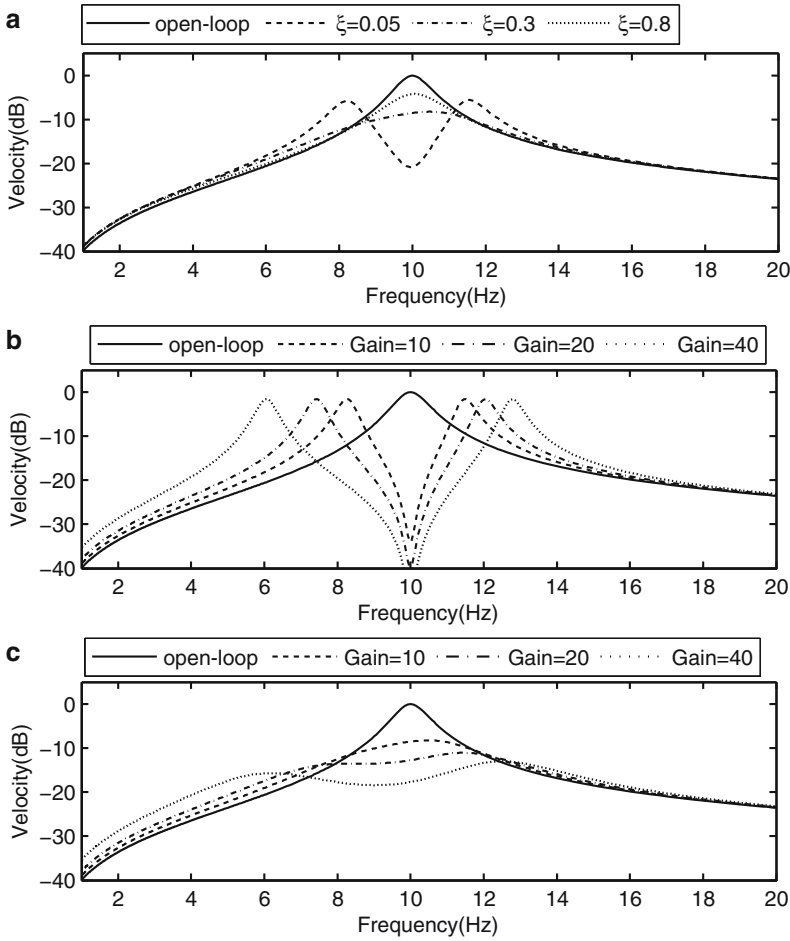 a
open-loop ξ=0.05 ξ=0.3 ξ=0.8
0
−10
−20
−30
−40
Velocity(dB)
2 4 6 8 10 12 14 16 18 20
Frequency(Hz)
b
open-loop Gain=10 Gain=20 Gain=40
0
−10
−20
−30
−40
Velocity(dB)
2 4 6 8 10 12 14 16 18 20
Frequency(Hz)
c
open-loop Gain=10 Gain=20 Gain=40
0
−10
−20
−30
−40
Velocity(dB)
2 4 6 8 10 12 14 16 18 20
Frequency(Hz)